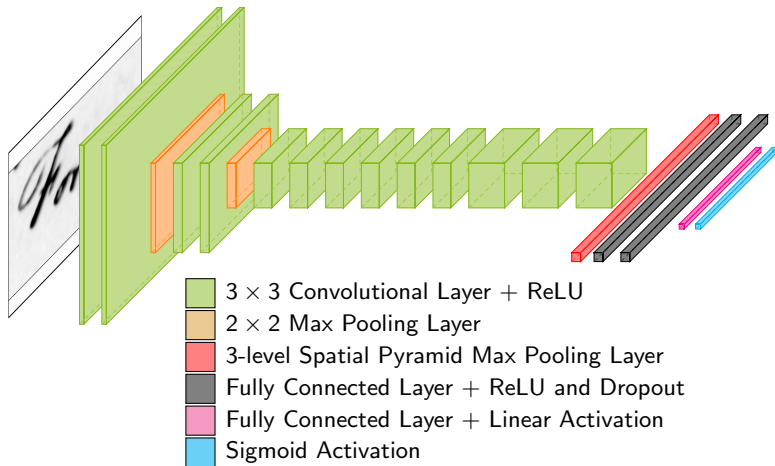 For
3 × 3 Convolutional Layer + ReLU
2 × 2 Max Pooling Layer
3-level Spatial Pyramid Max Pooling Layer
Fully Connected Layer + ReLU and Dropout
Fully Connected Layer + Linear Activation
Sigmoid Activation